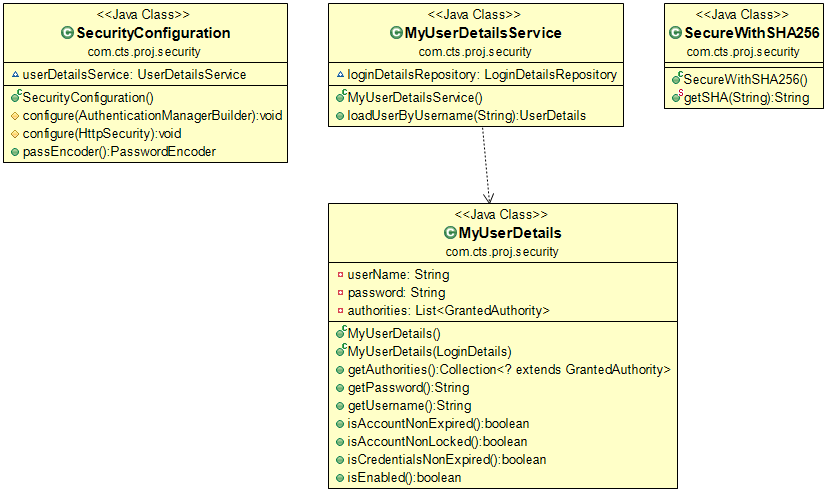 <<Java Class>>
SecurityConfiguration
com.cts.proj.security
userDetailsService: UserDetailsService
SecurityConfiguration()
configure(AuthenticationManagerBuilder):void
configure(HttpSecurity):void
passEncoder():PasswordEncoder
<<Java Class>>
MyUserDetailsService
com.cts.proj.security
loginDetailsRepository: LoginDetailsRepository
MyUserDetailsService()
loadUserByUsername(String):UserDetails
<<Java Class>>
SecureWithSHA256
com.cts.proj.security
SecureWithSHA256()
getSHA(String):String
<<Java Class>>
MyUserDetails
com.cts.proj.security
userName: String
password: String
authorities: List<GrantedAuthority>
MyUserDetails()
MyUserDetails(LoginDetails)
getAuthorities():Collection<? extends GrantedAuthority>
getPassword():String
getUsername():String
isAccountNonExpired():boolean
isAccountNonLocked():boolean
isCredentialsNonExpired():boolean
isEnabled():boolean